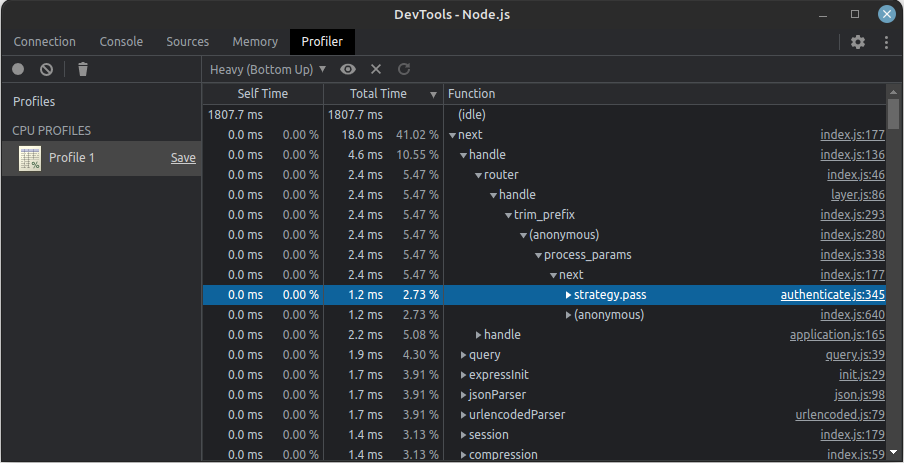 DevTools - Node.js
Connection Console Sources Memory Profiler
Heavy (Bottom Up) ▼
Profiles
CPU PROFILES
Profile 1 Save
Self Time Total Time ▼ Function
1807.7 ms 1807.7 ms (idle)
0.0 ms 0.00 % 18.0 ms 41.02 % ▼next index.js:177
0.0 ms 0.00 % 4.6 ms 10.55 % ▼handle index.js:136
0.0 ms 0.00 % 2.4 ms 5.47 % ▼router index.js:46
0.0 ms 0.00 % 2.4 ms 5.47 % ▼handle layer.js:86
0.0 ms 0.00 % 2.4 ms 5.47 % ▼trim_prefix index.js:293
0.0 ms 0.00 % 2.4 ms 5.47 % ▼(anonymous) index.js:280
0.0 ms 0.00 % 2.4 ms 5.47 % ▼process_params index.js:338
0.0 ms 0.00 % 2.4 ms 5.47 % ▼next index.js:177
0.0 ms 0.00 % 1.2 ms 2.73 % ▶strategy.pass authenticate.js:345
0.0 ms 0.00 % 1.2 ms 2.73 % ▶(anonymous) index.js:640
0.0 ms 0.00 % 2.2 ms 5.08 % ▶handle application.js:165
0.0 ms 0.00 % 1.9 ms 4.30 % ▶query query.js:39
0.0 ms 0.00 % 1.7 ms 3.91 % ▶expressInit init.js:29
0.0 ms 0.00 % 1.7 ms 3.91 % ▶jsonParser json.js:98
0.0 ms 0.00 % 1.7 ms 3.91 % ▶urlencodedParser urlencoded.js:79
0.0 ms 0.00 % 1.4 ms 3.13 % ▶session index.js:179
0.0 ms 0.00 % 1.4 ms 3.13 % ▶compression index.js:59